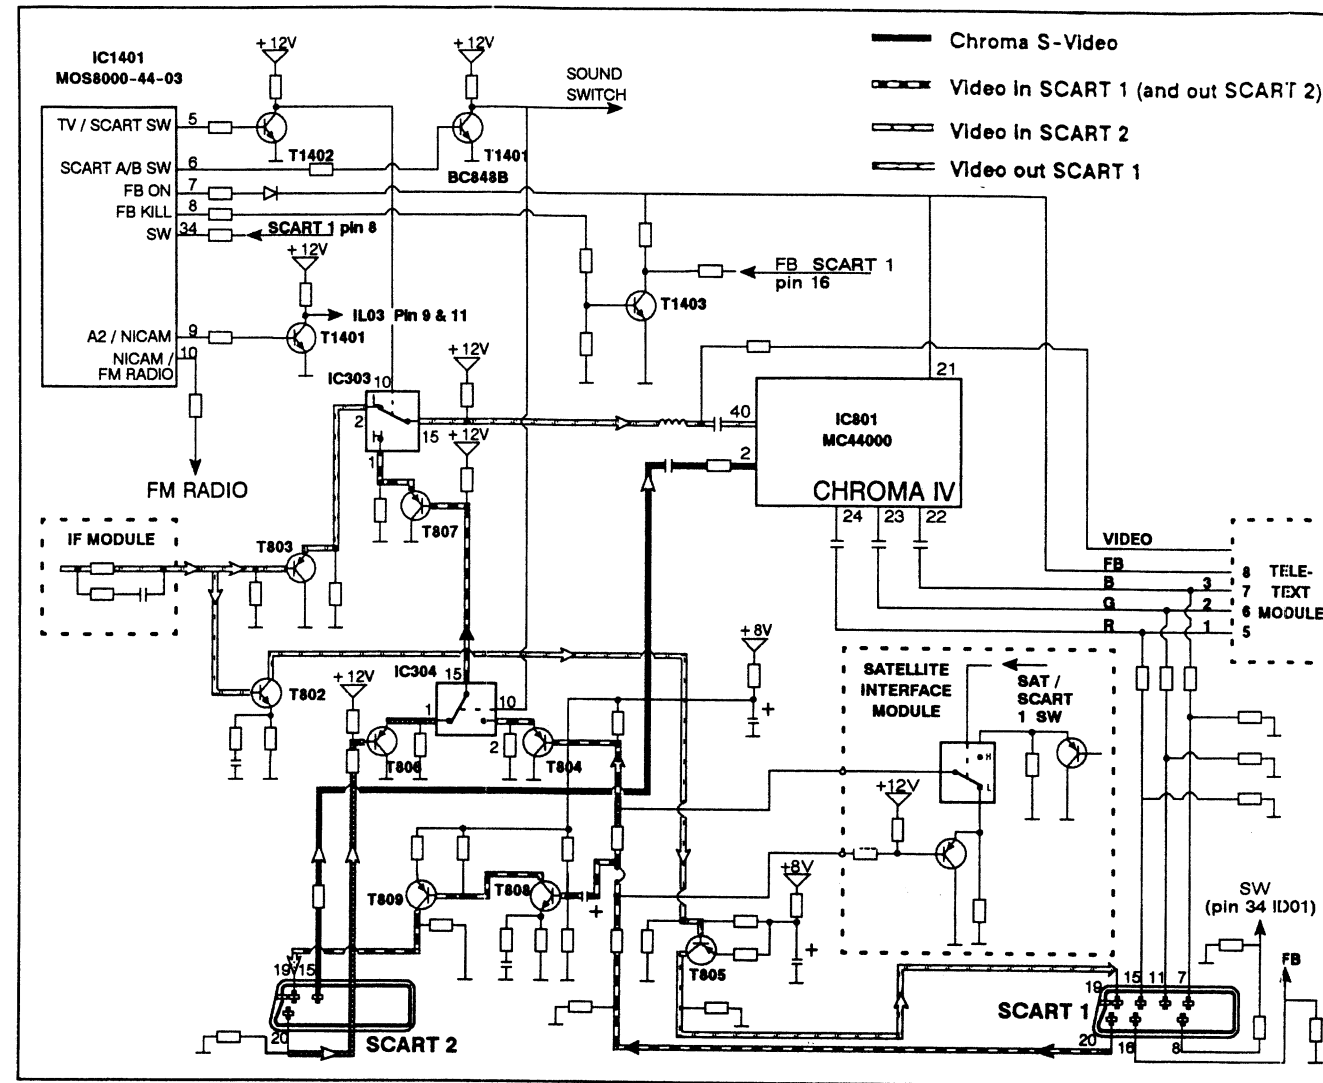 +12V
+12V
IC1401
MOS8000-44-03
SOUND
SWITCH
Chroma S-Video
Video in SCART 1 (and out SCART 2)
Video in SCART 2
Video out SCART 1
TV / SCART SW 5
T1402
T1401
BC848B
SCART A/B SW 6
FB ON 7
FB KILL 8
SW 34
SCART 1 pin 8
+12V
FB SCART 1
pin 16
T1403
IL03 Pin 9 & 11
A2 / NICAM 9
T1401
NICAM / 10
FM RADIO
IC303 10
+12V
21
2
15
+12V
H
1
40
IC801
MC44000
2
CHROMA IV
24 23 22
FM RADIO
T807
IF MODULE
T803
VIDEO
FB 8 TELE-
B 3 7 TEXT
G 2 6 MODULE
R 1 5
+8V
IC304
15
10
1
2
+12V
T802
T806
T804
SATELLITE
INTERFACE
MODULE
SAT /
SCART
1 SW
+
H
L
+12V
T809
T808
+
+8V
SW
(pin 34 ID01)
T805
+
FB
19 15
20
SCART 2
SCART 1
19 15 11 7
20 16 8